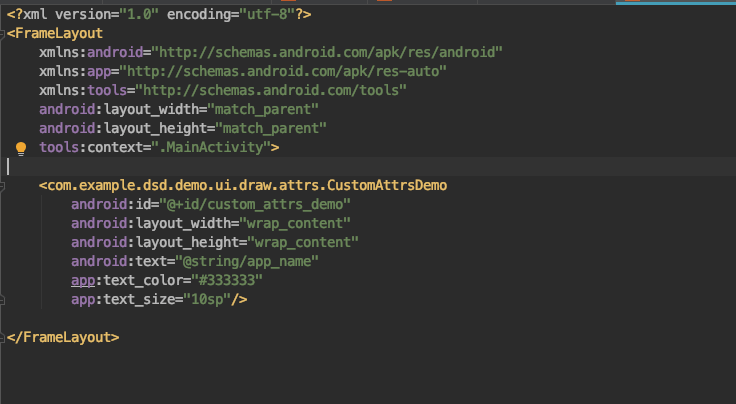 <?xml version="1.0" encoding="utf-8"?>
<FrameLayout
xmlns:android="http://schemas.android.com/apk/res/android"
xmlns:app="http://schemas.android.com/apk/res-auto"
xmlns:tools="http://schemas.android.com/tools"
android:layout_width="match_parent"
android:layout_height="match_parent"
tools:context=".MainActivity">
<com.example.dsd.demo.ui.draw.attrs.CustomAttrsDemo
android:id="@+id/custom_attrs_demo"
android:layout_width="wrap_content"
android:layout_height="wrap_content"
android:text="@string/app_name"
app:text_color="#333333"
app:text_size="10sp"/>
</FrameLayout>